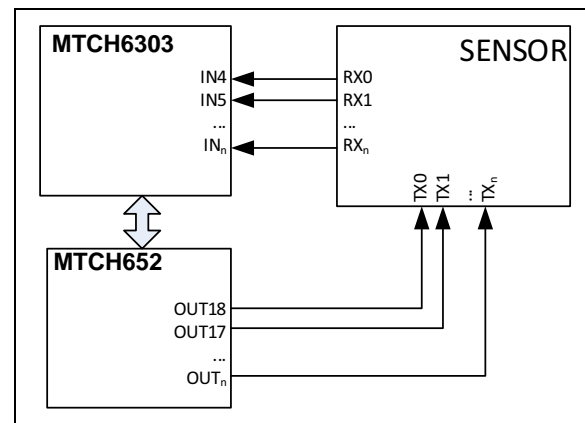 MTCH6303
IN4
IN5
...
INn
SENSOR
RX0
RX1
...
RXn
TX0
TX1
...
TXn
MTCH652
OUT18
OUT17
...
OUTn